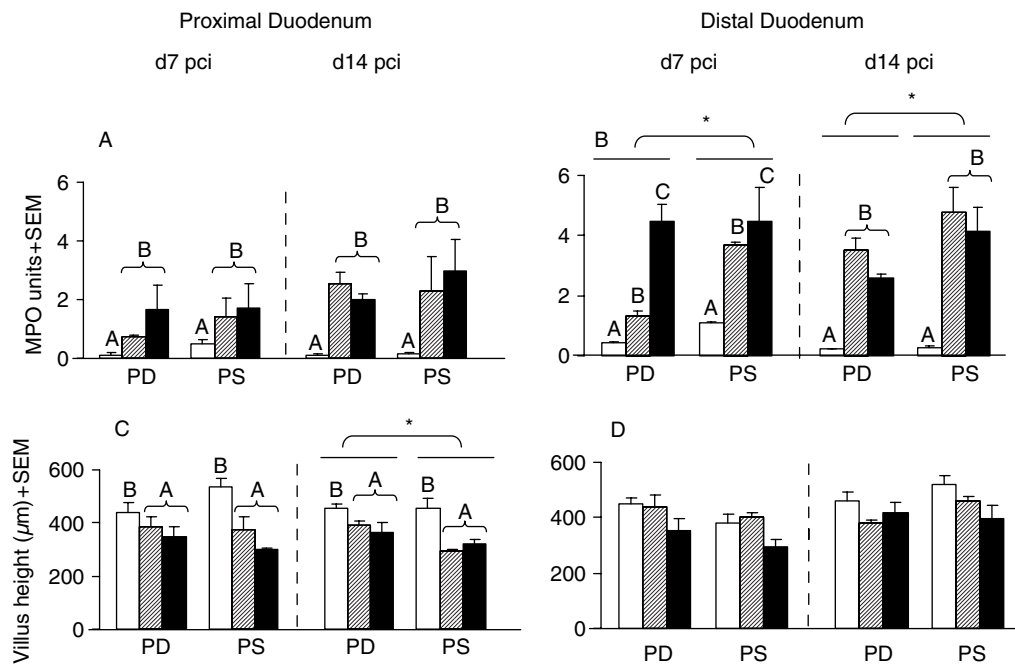 Proximal Duodenum
Distal Duodenum
d7 pci
d14 pci
d7 pci
d14 pci
A
MPO units+SEM
6
4
2
0
A
B
A
B
A
B
A
B
PD
PS
PD
PS
B
*
*
6
4
2
0
A
B
C
A
B
C
A
B
A
B
PD
PS
PD
PS
C
Villus height (µm)+SEM
600
400
200
0
B
A
B
A
*
B
A
B
A
PD
PS
PD
PS
D
600
400
200
0
PD
PS
PD
PS